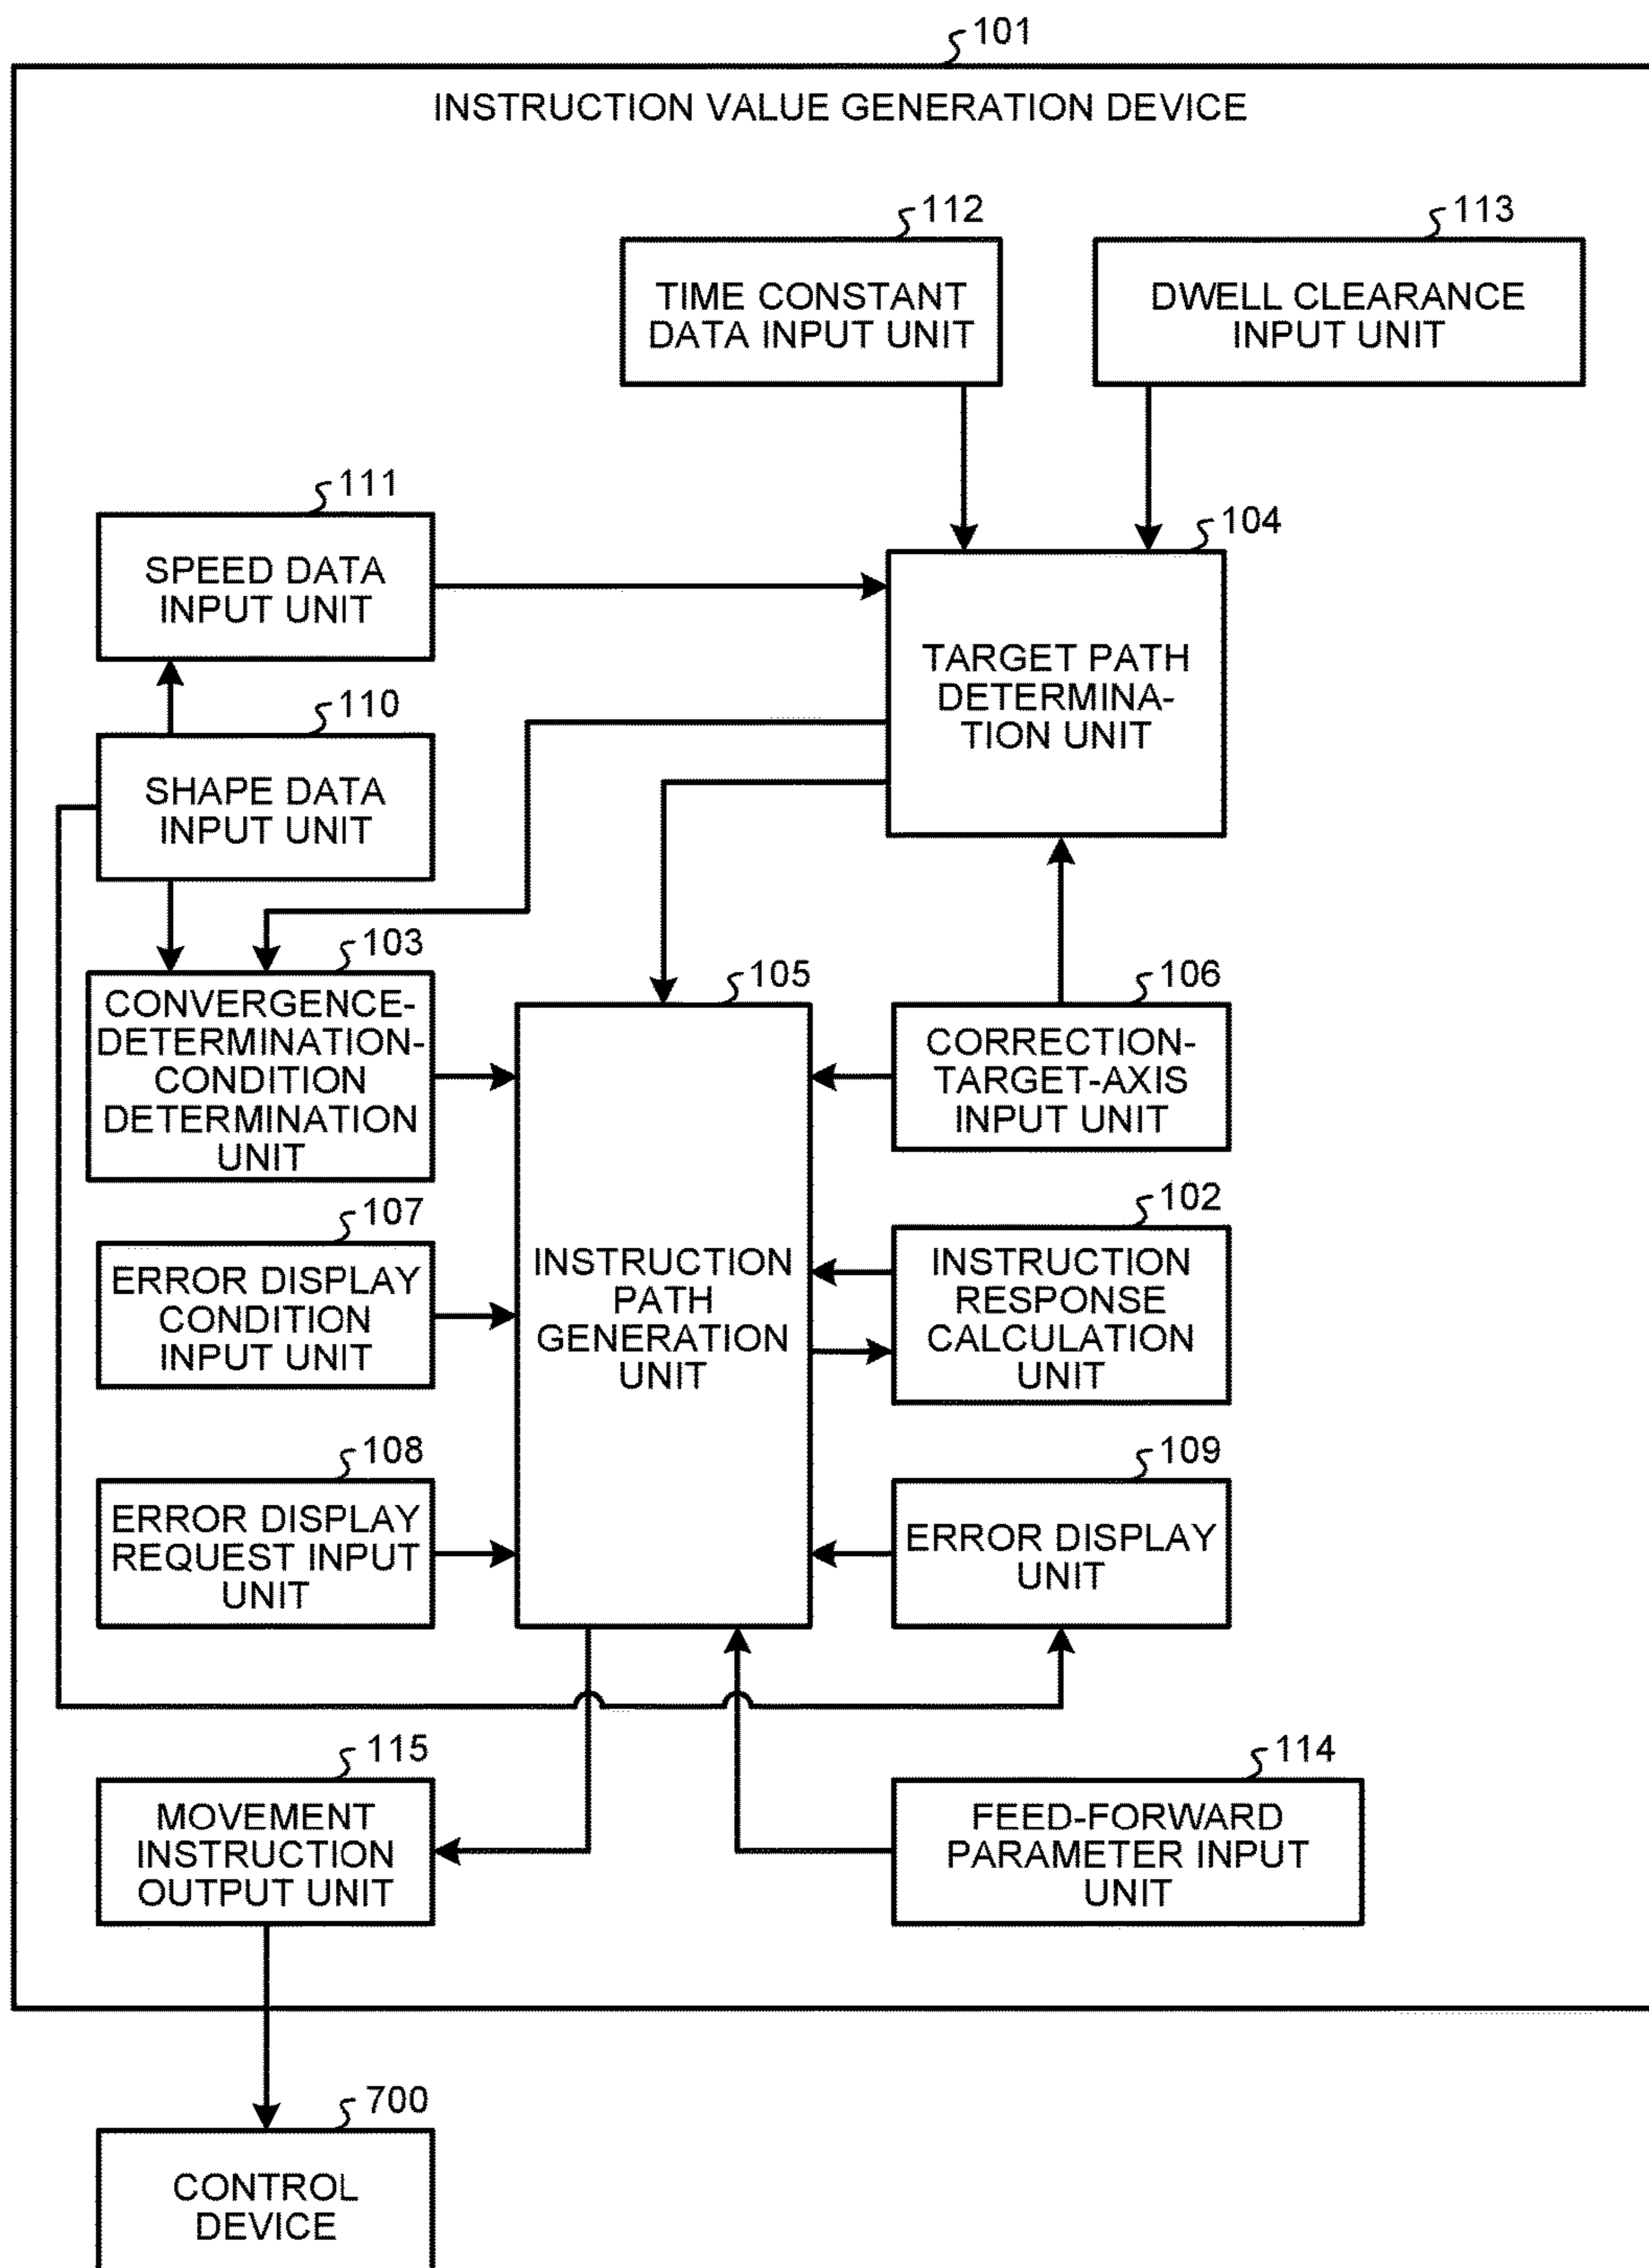 101
INSTRUCTION VALUE GENERATION DEVICE
112
TIME CONSTANT
DATA INPUT UNIT
113
DWELL CLEARANCE
INPUT UNIT
111
SPEED DATA
INPUT UNIT
104
TARGET PATH
DETERMINA-
TION UNIT
110
SHAPE DATA
INPUT UNIT
103
CONVERGENCE-
DETERMINATION-
CONDITION
DETERMINATION
UNIT
105
INSTRUCTION
PATH
GENERATION
UNIT
106
CORRECTION-
TARGET-AXIS
INPUT UNIT
107
ERROR DISPLAY
CONDITION
INPUT UNIT
102
INSTRUCTION
RESPONSE
CALCULATION
UNIT
108
ERROR DISPLAY
REQUEST INPUT
UNIT
109
ERROR DISPLAY
UNIT
115
MOVEMENT
INSTRUCTION
OUTPUT UNIT
114
FEED-FORWARD
PARAMETER INPUT
UNIT
700
CONTROL
DEVICE